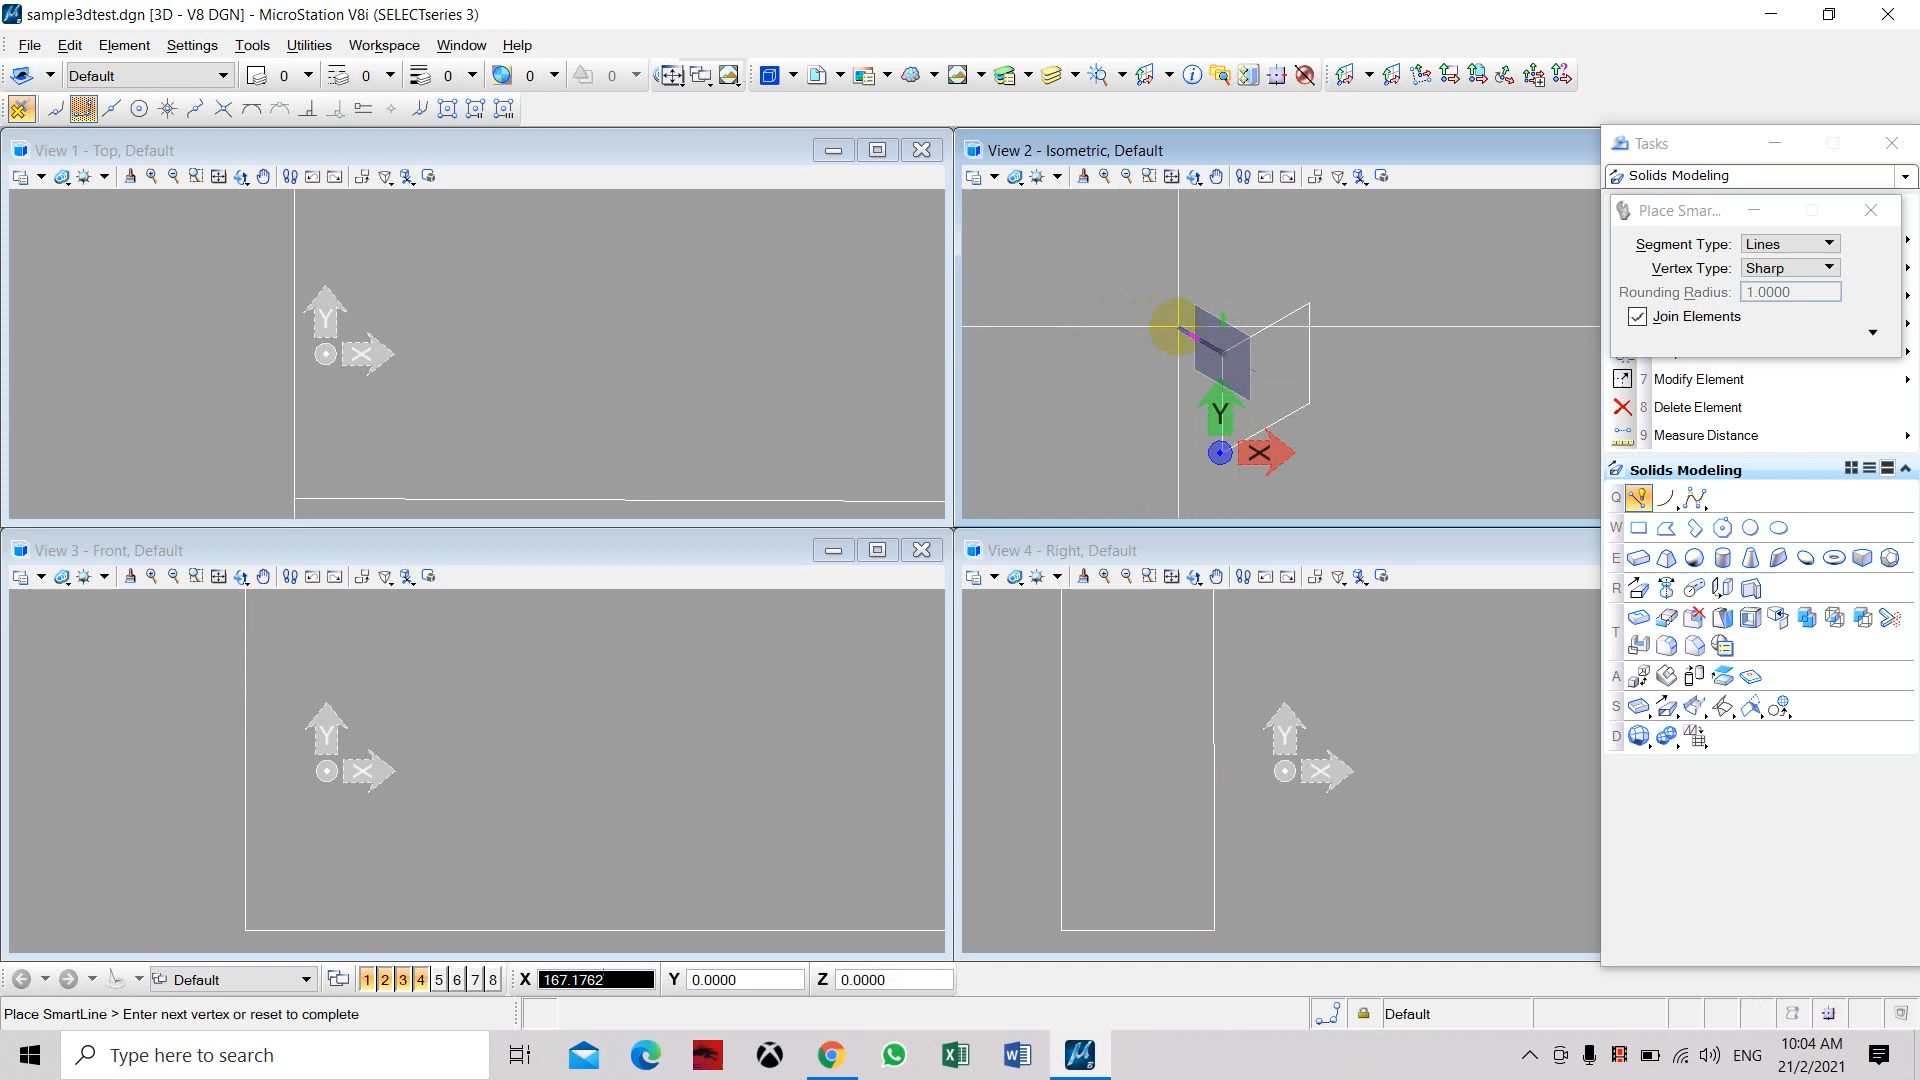 sample3dtest.dgn [3D - V8 DGN] - MicroStation V8i (SELECTseries 3)
File Edit Element Settings Tools Utilities Workspace Window Help
Default 0 0 0 0 0
View 1 - Top, Default
View 2 - Isometric, Default
Tasks
Solids Modeling
Place Smar...
Segment Type: Lines
Vertex Type: Sharp
Rounding Radius: 1.0000
Join Elements
7 Modify Element
8 Delete Element
9 Measure Distance
Solids Modeling
Q
W
E
R
T
A
S
D
Y
X
Y
X
View 3 - Front, Default
View 4 - Right, Default
Y
X
Y
X
Default 1 2 3 4 5 6 7 8 X 167.1762 Y 0.0000 Z 0.0000
Place SmartLine > Enter next vertex or reset to complete
Default
Type here to search
ENG
10:04 AM
21/2/2021